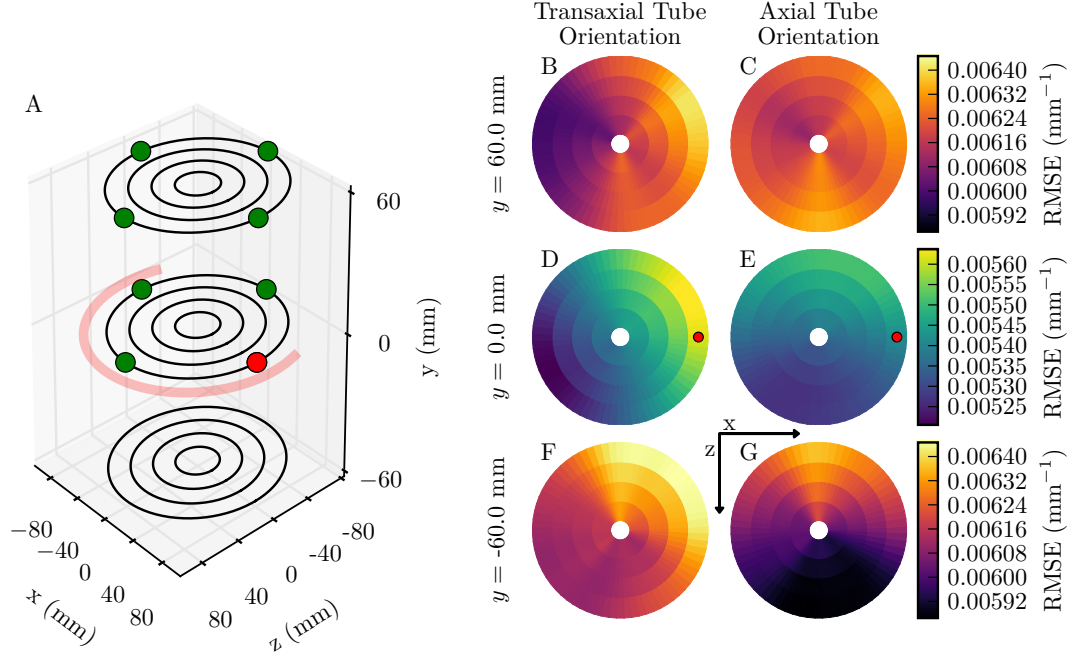 Transaxial Tube
Orientation
Axial Tube
Orientation
A
60
0
−60
y (mm)
−80
−40
0
40
80
x (mm)
-80
-40
0
40
80
z (mm)
y = 60.0 mm
B
C
0.00640
0.00632
0.00624
0.00616
0.00608
0.00600
0.00592
RMSE (mm⁻¹)
y = 0.0 mm
D
E
0.00560
0.00555
0.00550
0.00545
0.00540
0.00535
0.00530
0.00525
RMSE (mm⁻¹)
x
z
y = -60.0 mm
F
G
0.00640
0.00632
0.00624
0.00616
0.00608
0.00600
0.00592
RMSE (mm⁻¹)